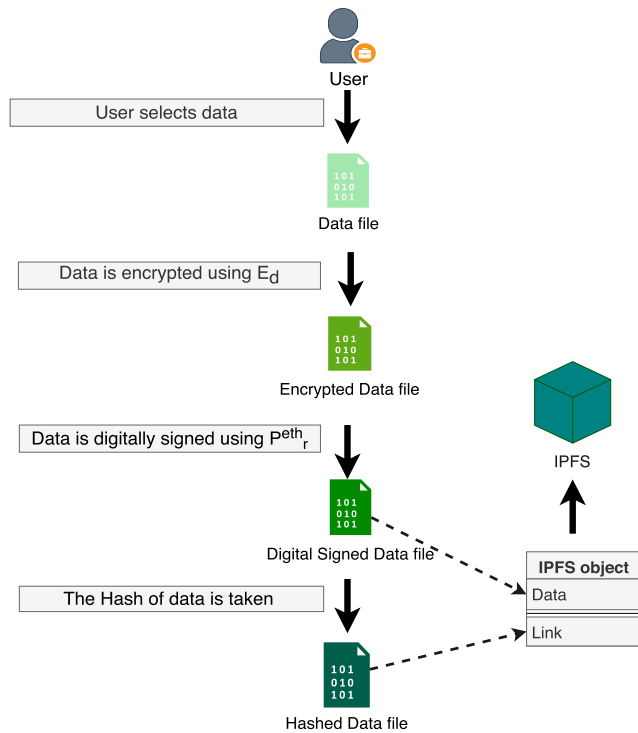 User
User selects data
101
010
101
Data file
Data is encrypted using E_d
101
010
101
Encrypted Data file
Data is digitally signed using P^eth_r
IPFS
101
010
101
Digital Signed Data file
IPFS object
Data
The Hash of data is taken
Link
101
010
101
Hashed Data file